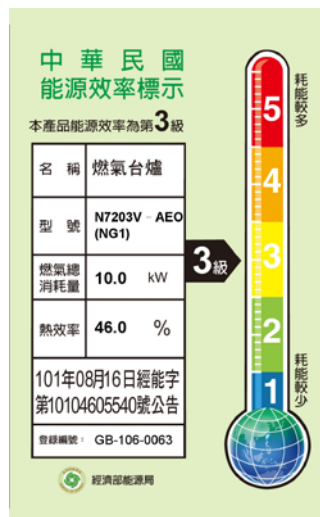 中華民國
能源效率標示
本產品能源效率為第3級
名稱 燃氣台爐
型號 N7203V - AEO
(NG1)
燃氣總
消耗量 10.0 kW
熱效率 46.0 %
101年08月16日經能字
第10104605540號公告
登錄編號： GB-106-0063
經濟部能源局
3級
耗能較多
5
4
3
2
1
耗能較少